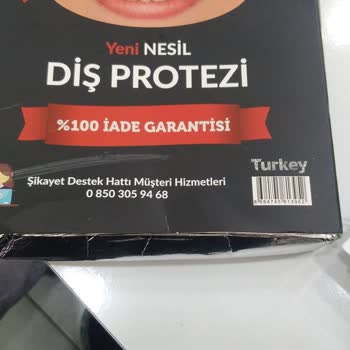 Yeni NESİL
DİŞ PROTEZİ
%100 İADE GARANTİSİ
Turkey
Şikayet Destek Hattı Müşteri Hizmetleri
0 850 305 94 68